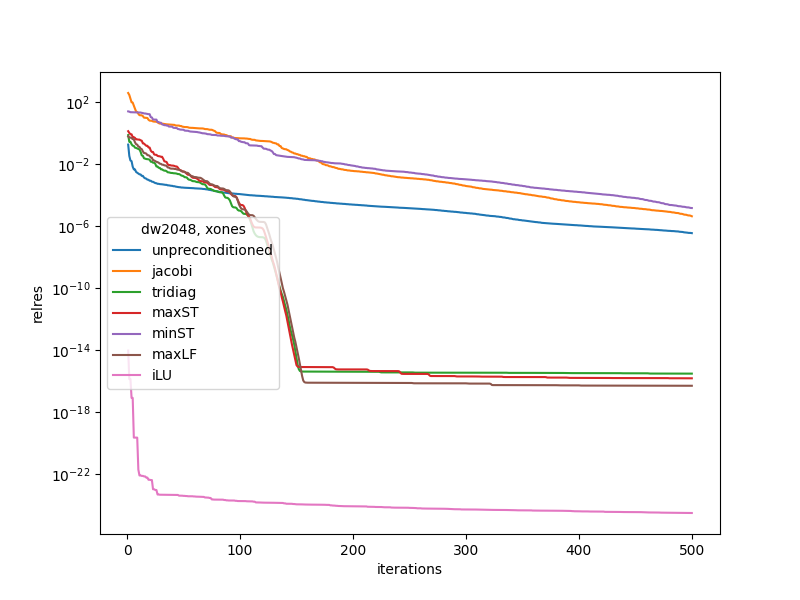 10^2
10^-2
10^-6
10^-10
10^-14
10^-18
10^-22
relres
dw2048, xones
unpreconditioned
jacobi
tridiag
maxST
minST
maxLF
iLU
0 100 200 300 400 500
iterations